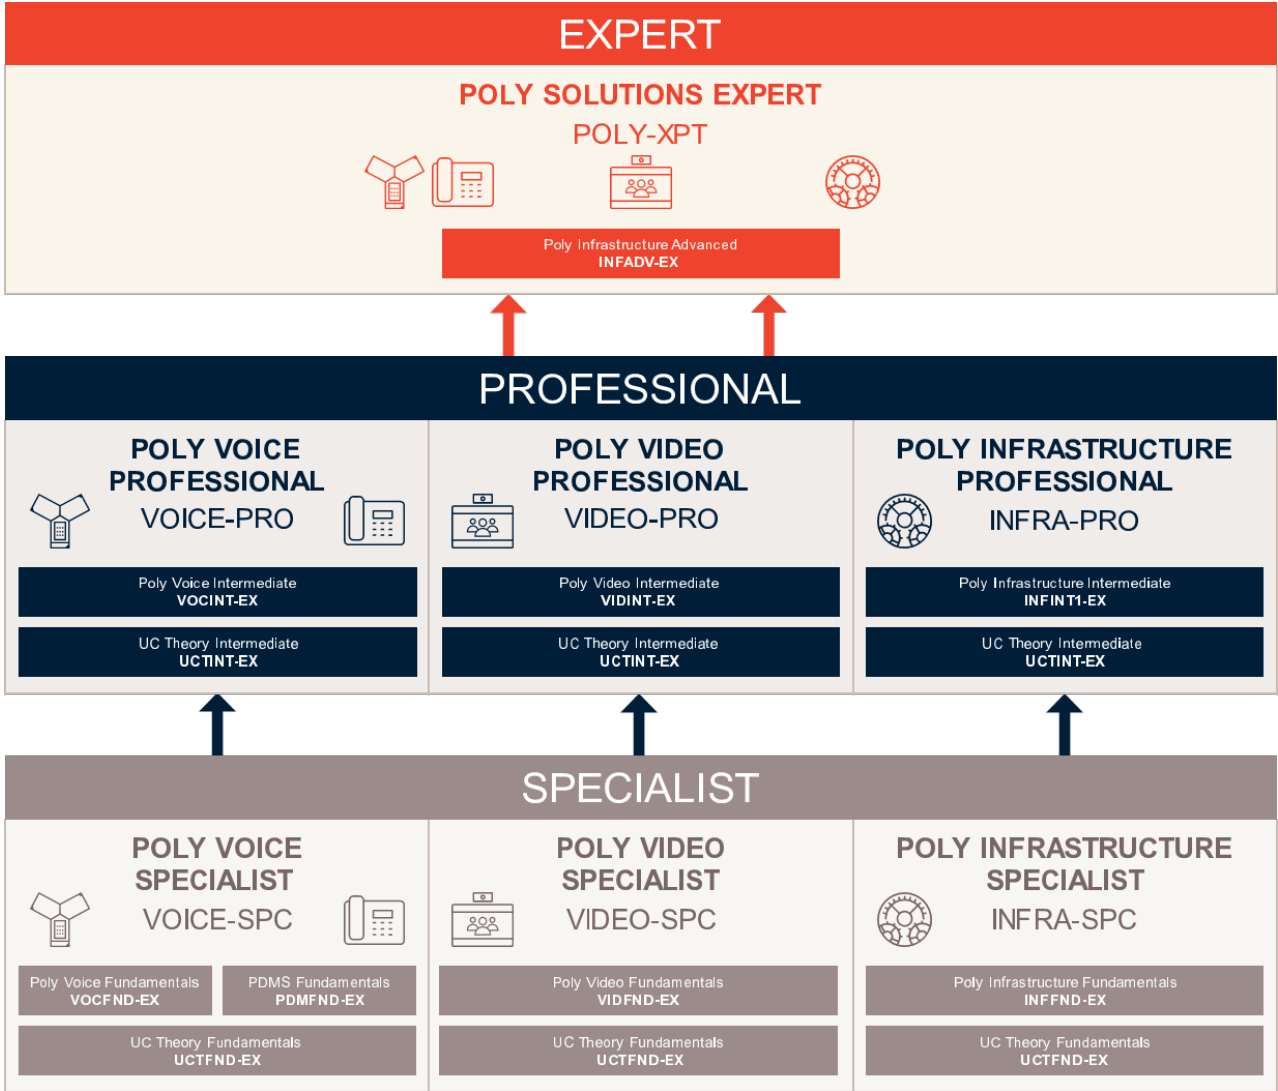 EXPERT
POLY SOLUTIONS EXPERT
POLY-XPT
Poly Infrastructure Advanced
INFADV-EX
PROFESSIONAL
POLY VOICE
PROFESSIONAL
VOICE-PRO
Poly Voice Intermediate
VOCINT-EX
UC Theory Intermediate
UCTINT-EX
POLY VIDEO
PROFESSIONAL
VIDEO-PRO
Poly Video Intermediate
VIDINT-EX
UC Theory Intermediate
UCTINT-EX
POLY INFRASTRUCTURE
PROFESSIONAL
INFRA-PRO
Poly Infrastructure Intermediate
INFINT1-EX
UC Theory Intermediate
UCTINT-EX
SPECIALIST
POLY VOICE
SPECIALIST
VOICE-SPC
Poly Voice Fundamentals
VOCFND-EX
PDMS Fundamentals
PDMFND-EX
UC Theory Fundamentals
UCTFND-EX
POLY VIDEO
SPECIALIST
VIDEO-SPC
Poly Video Fundamentals
VIDFND-EX
UC Theory Fundamentals
UCTFND-EX
POLY INFRASTRUCTURE
SPECIALIST
INFRA-SPC
Poly Infrastructure Fundamentals
INFFND-EX
UC Theory Fundamentals
UCTFND-EX